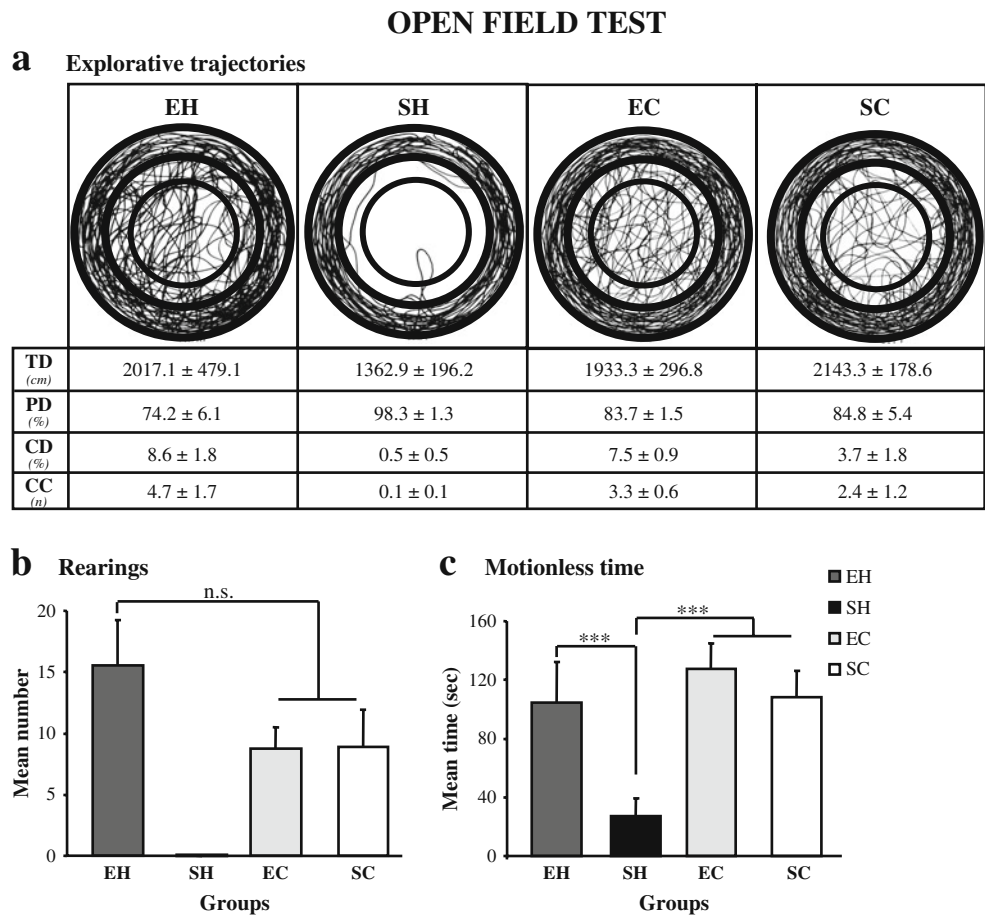 OPEN FIELD TEST
a Explorative trajectories
EH SH EC SC
TD (cm) 2017.1 ± 479.1 1362.9 ± 196.2 1933.3 ± 296.8 2143.3 ± 178.6
PD (%) 74.2 ± 6.1 98.3 ± 1.3 83.7 ± 1.5 84.8 ± 5.4
CD (%) 8.6 ± 1.8 0.5 ± 0.5 7.5 ± 0.9 3.7 ± 1.8
CC (n) 4.7 ± 1.7 0.1 ± 0.1 3.3 ± 0.6 2.4 ± 1.2
b Rearings
n.s.
Mean number
20
15
10
5
0
EH SH EC SC
Groups
c Motionless time
EH
SH
EC
SC
***
***
Mean time (sec)
160
120
80
40
0
EH SH EC SC
Groups